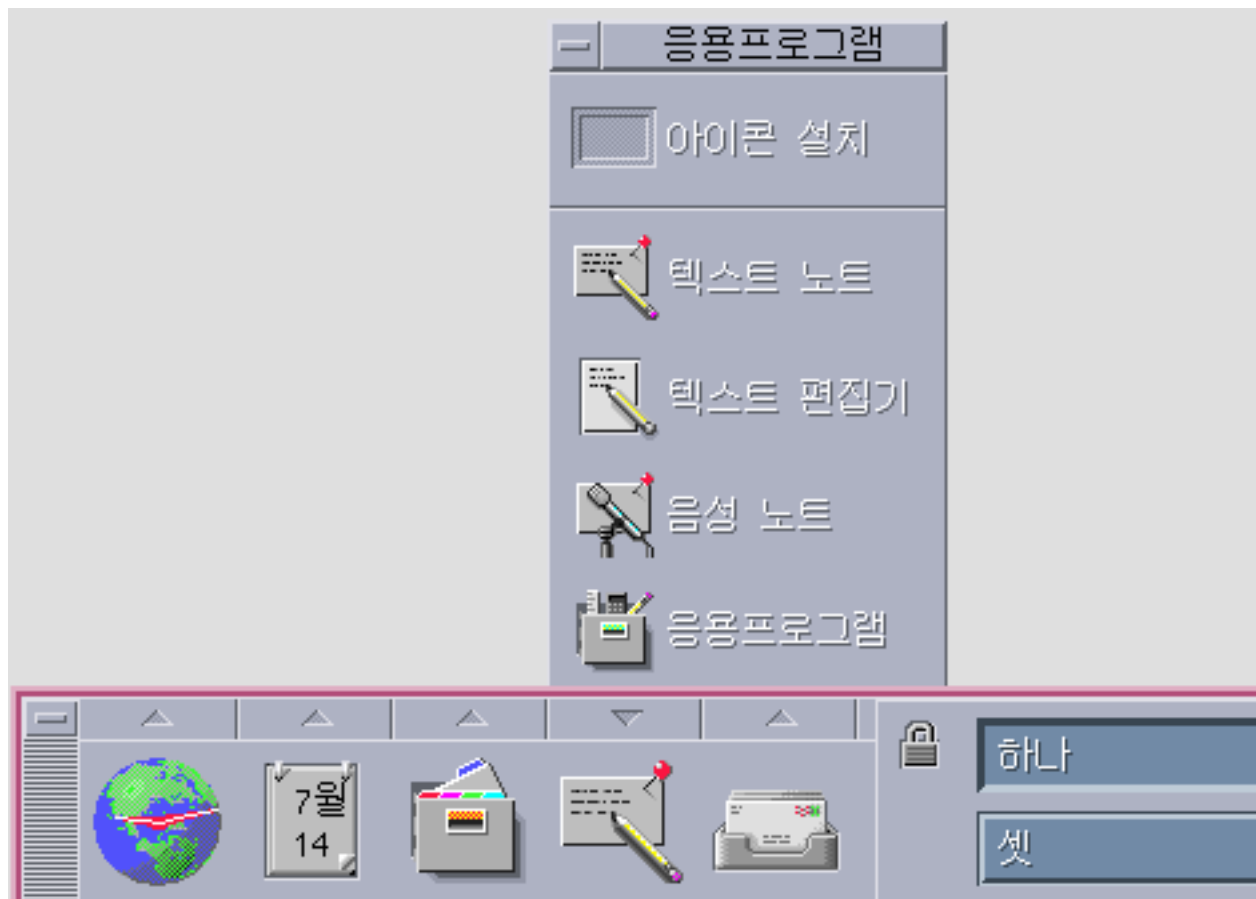 응용프로그램
아이콘 설치
텍스트 노트
텍스트 편집기
음성 노트
응용프로그램
7월
14
하나
셋